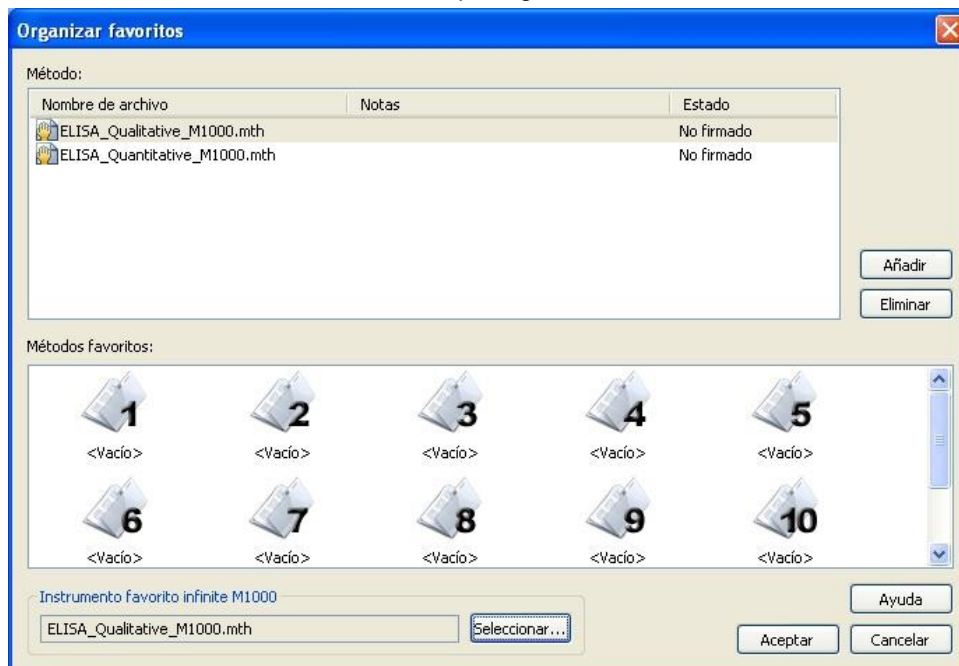 Organizar favoritos
Método:
Nombre de archivo Notas Estado
ELISA_Qualitative_M1000.mth No firmado
ELISA_Quantitative_M1000.mth No firmado
Añadir
Eliminar
Métodos favoritos:
1 2 3 4 5
<Vacío> <Vacío> <Vacío> <Vacío> <Vacío>
6 7 8 9 10
<Vacío> <Vacío> <Vacío> <Vacío> <Vacío>
Instrumento favorito infinite M1000
ELISA_Qualitative_M1000.mth Seleccionar...
Ayuda
Aceptar Cancelar